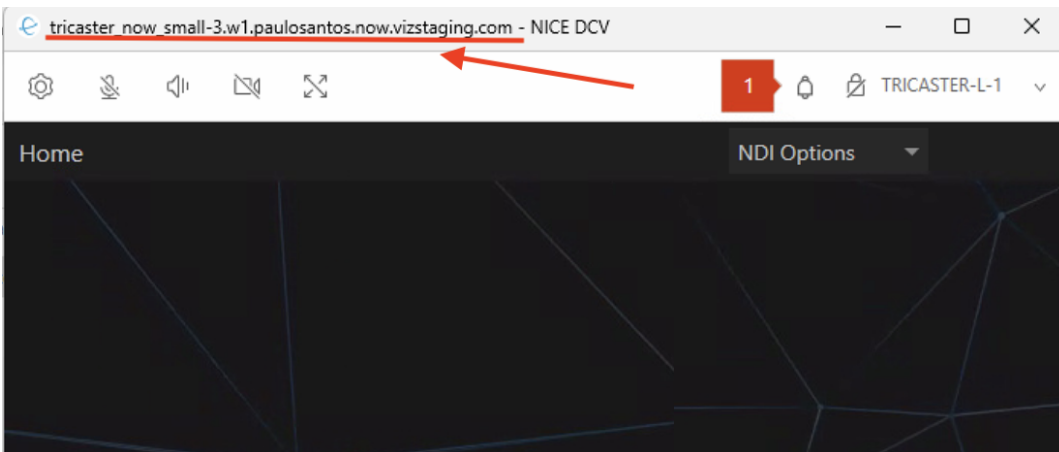 tricaster_now_small-3.w1.paulosantos.now.vizstaging.com - NICE DCV
1 TRICASTER-L-1
Home NDI Options